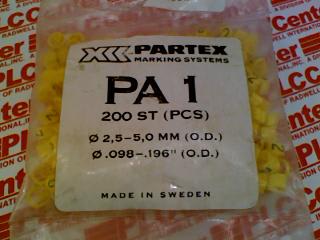 PARTEX
MARKING SYSTEMS
PA 1
200 ST (PCS)
Ø 2,5-5,0 MM (O.D.)
Ø .098-.196" (O.D.)
MADE IN SWEDEN